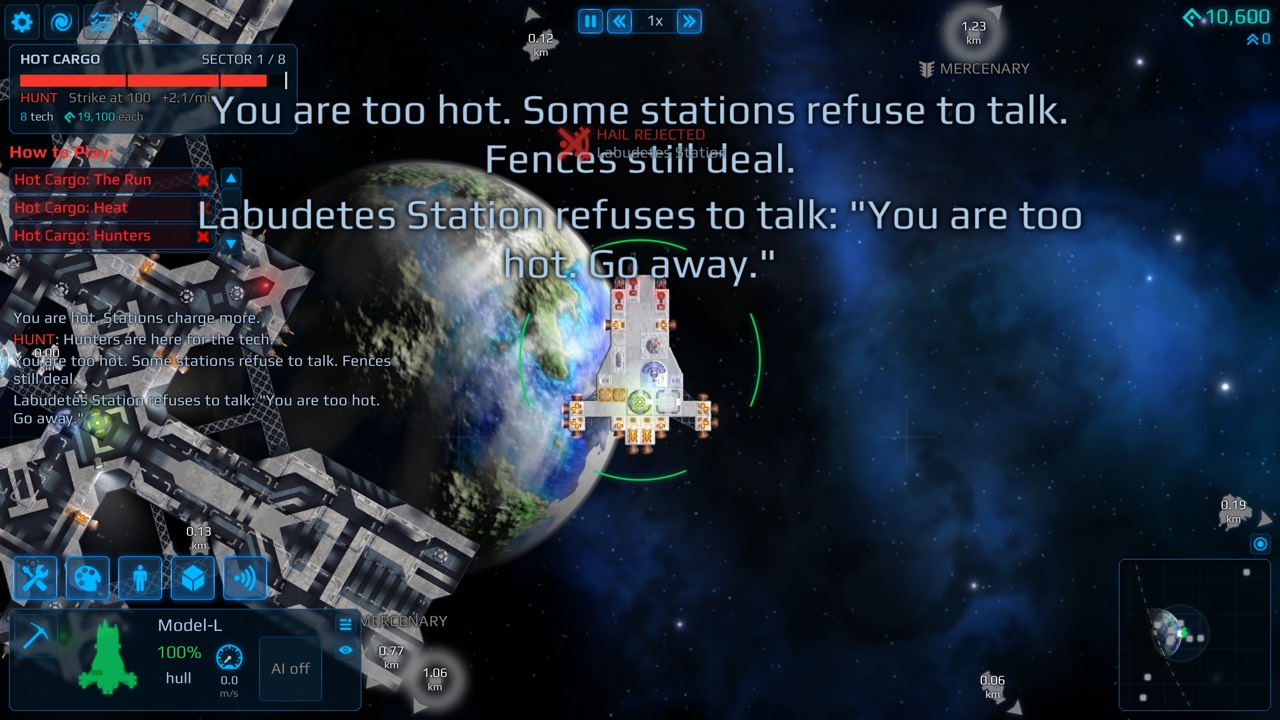 1x
10,600
0
0.12
km
1.23
km
MERCENARY
HOT CARGO SECTOR 1 / 8
HUNT Strike at 100 +2.1/mi
8 tech 19,100 each
You are too hot. Some stations refuse to talk.
Fences still deal.
HAIL REJECTED
Labudetes Station
Labudetes Station refuses to talk: "You are too
hot. Go away."
How to Play:
Hot Cargo: The Run
Hot Cargo: Heat
Hot Cargo: Hunters
You are hot. Stations charge more.
HUNT: Hunters are here for the tech.
0.00
You are too hot. Some stations refuse to talk. Fences
still deal.
Labudetes Station refuses to talk: "You are too hot.
Go away."
0.13
km
0.19
km
MERCENARY
0.77
km
1.06
km
0.06
km
Model-L
100%
hull
0.0
m/s
AI off